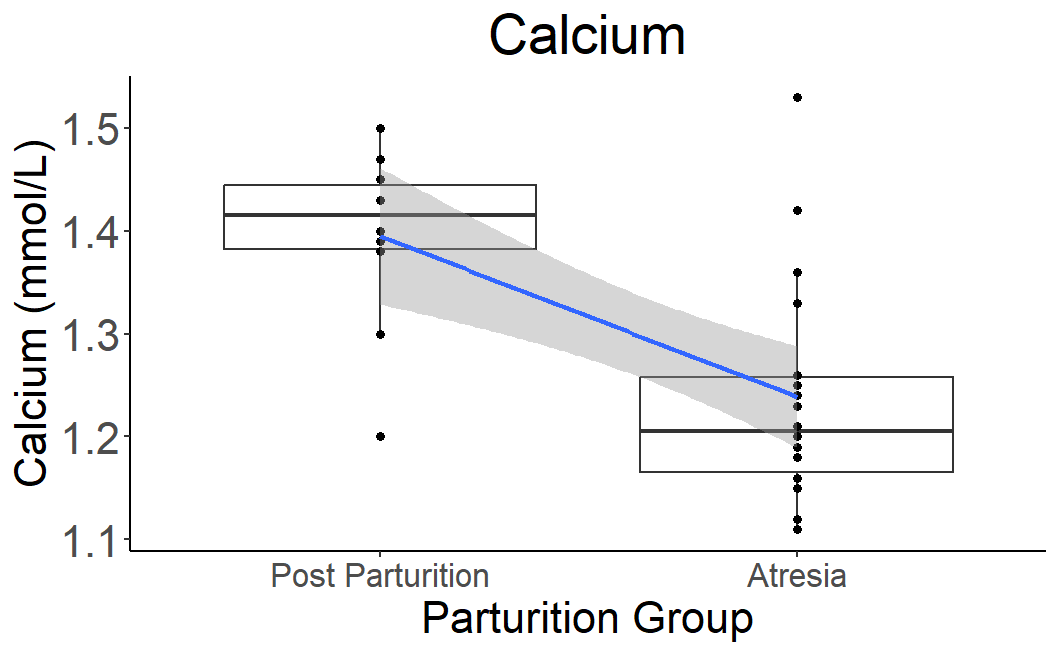 Calcium
Calcium (mmol/L)
1.5
1.4
1.3
1.2
1.1
Post Parturition Atresia
Parturition Group